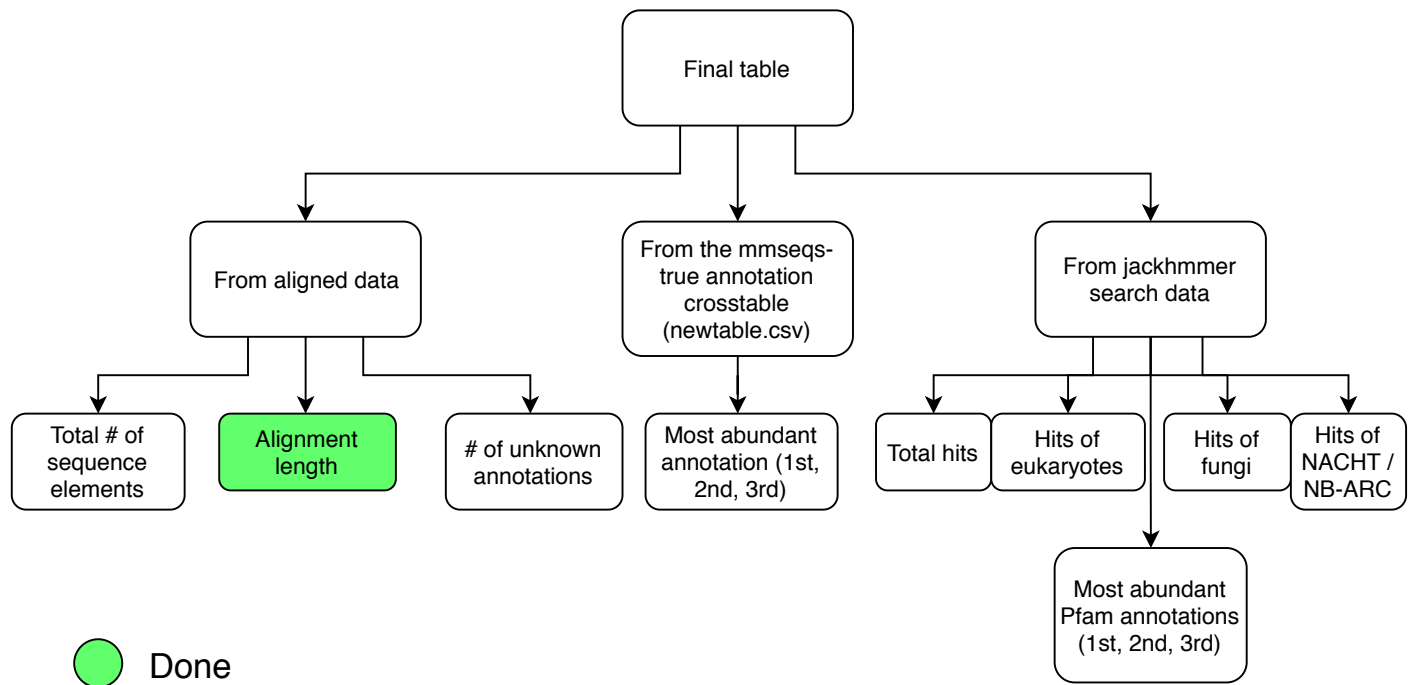 Final table
From aligned data
From the mmseqs-
true annotation
crosstable
(newtable.csv)
From jackhmmer
search data
Total # of
sequence
elements
Alignment
length
# of unknown
annotations
Most abundant
annotation (1st,
2nd, 3rd)
Total hits
Hits of
eukaryotes
Hits of
fungi
Hits of
NACHT /
NB-ARC
Most abundant
Pfam annotations
(1st, 2nd, 3rd)
Done